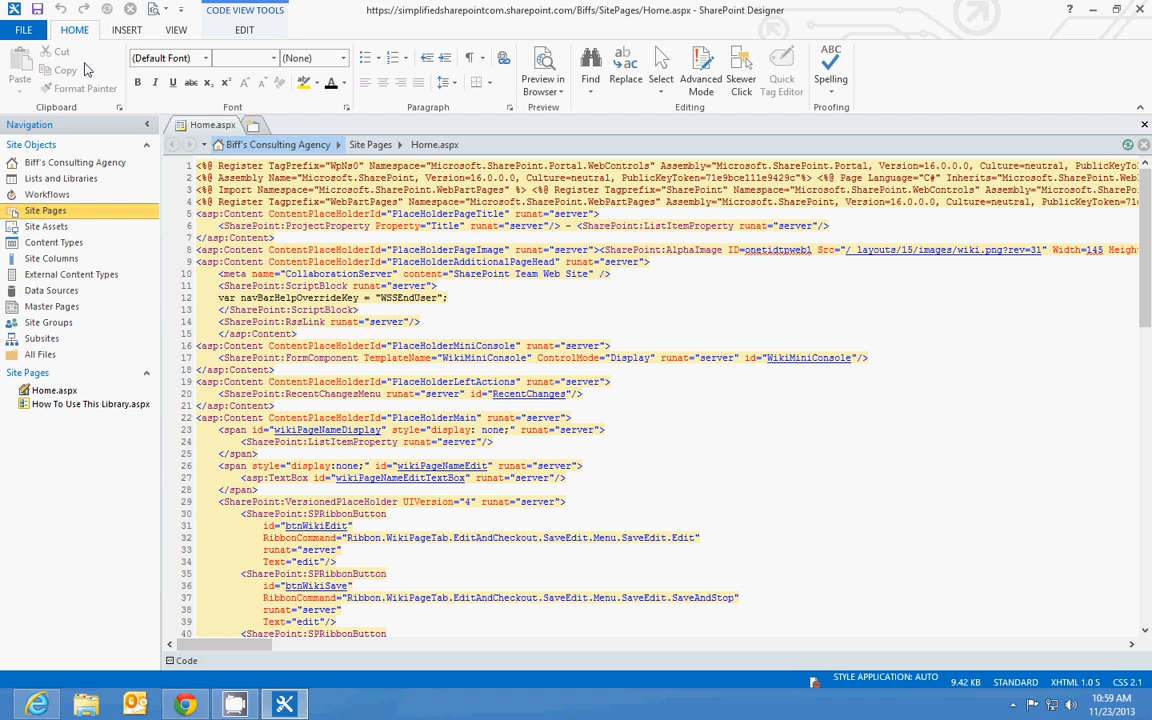 CODE VIEW TOOLS
https://simplifiedsharepointcom.sharepoint.com/Biffs/SitePages/Home.aspx - SharePoint Designer
FILE HOME INSERT VIEW EDIT
Paste
Cut
Copy
Format Painter
Clipboard
(Default Font) (None)
B I U abc x² x₂ A
Font
Paragraph
Preview in Browser
Preview
Find
Replace
Select
Advanced Mode
Skewer Click
Quick Tag Editor
Editing
ABC
Spelling
Proofing
Navigation
Site Objects
Biff's Consulting Agency
Lists and Libraries
Workflows
Site Pages
Site Assets
Content Types
Site Columns
External Content Types
Data Sources
Master Pages
Site Groups
Subsites
All Files
Site Pages
Home.aspx
How To Use This Library.aspx
Home.aspx
Biff's Consulting Agency Site Pages Home.aspx
1 <%@ Register TagPrefix="WpNs0" Namespace="Microsoft.SharePoint.Portal.WebControls" Assembly="Microsoft.SharePoint.Portal, Version=16.0.0.0, Culture=neutral, PublicKeyTo
2 <%@ Assembly Name="Microsoft.SharePoint, Version=16.0.0.0, Culture=neutral, PublicKeyToken=71e9bce111e9429c"%> <%@ Page Language="C#" Inherits="Microsoft.SharePoint.Web
3 <%@ Import Namespace="Microsoft.SharePoint.WebPartPages" %> <%@ Register Tagprefix="SharePoint" Namespace="Microsoft.SharePoint.WebControls" Assembly="Microsoft.SharePo
4 <%@ Register Tagprefix="WebPartPages" Namespace="Microsoft.SharePoint.WebPartPages" Assembly="Microsoft.SharePoint, Version=16.0.0.0, Culture=neutral, PublicKeyToken=71e
5 <asp:Content ContentPlaceHolderId="PlaceHolderPageTitle" runat="server">
6 <SharePoint:ProjectProperty Property="Title" runat="server"/> - <SharePoint:ListItemProperty runat="server"/>
7 </asp:Content>
8 <asp:Content ContentPlaceHolderId="PlaceHolderPageImage" runat="server"><SharePoint:AlphaImage ID=onetidtpweb1 Src="/_layouts/15/images/wiki.png?rev=31" Width=145 Heigh
9 <asp:Content ContentPlaceHolderId="PlaceHolderAdditionalPageHead" runat="server">
10 <meta name="CollaborationServer" content="SharePoint Team Web Site" />
11 <SharePoint:ScriptBlock runat="server">
12 var navBarHelpOverrideKey = "WSSEndUser";
13 </SharePoint:ScriptBlock>
14 <SharePoint:RssLink runat="server"/>
15 </asp:Content>
16 <asp:Content ContentPlaceHolderId="PlaceHolderMiniConsole" runat="server">
17 <SharePoint:FormComponent TemplateName="WikiMiniConsole" ControlMode="Display" runat="server" id="WikiMiniConsole"/>
18 </asp:Content>
19 <asp:Content ContentPlaceHolderId="PlaceHolderLeftActions" runat="server">
20 <SharePoint:RecentChangesMenu runat="server" id="RecentChanges"/>
21 </asp:Content>
22 <asp:Content ContentPlaceHolderId="PlaceHolderMain" runat="server">
23 <span id="wikiPageNameDisplay" style="display: none;" runat="server">
24 <SharePoint:ListItemProperty runat="server"/>
25 </span>
26 <span style="display:none;" id="wikiPageNameEdit" runat="server">
27 <asp:TextBox id="wikiPageNameEditTextBox" runat="server"/>
28 </span>
29 <SharePoint:VersionedPlaceHolder UIVersion="4" runat="server">
30 <SharePoint:SPRibbonButton
31 id="btnWikiEdit"
32 RibbonCommand="Ribbon.WikiPageTab.EditAndCheckout.SaveEdit.Menu.SaveEdit.Edit"
33 runat="server"
34 Text="edit"/>
35 <SharePoint:SPRibbonButton
36 id="btnWikiSave"
37 RibbonCommand="Ribbon.WikiPageTab.EditAndCheckout.SaveEdit.Menu.SaveEdit.SaveAndStop"
38 runat="server"
39 Text="edit"/>
40 <SharePoint:SPRibbonButton
Code
STYLE APPLICATION: AUTO 9.42 KB STANDARD XHTML 1.0 S CSS 2.1
10:59 AM
11/23/2013